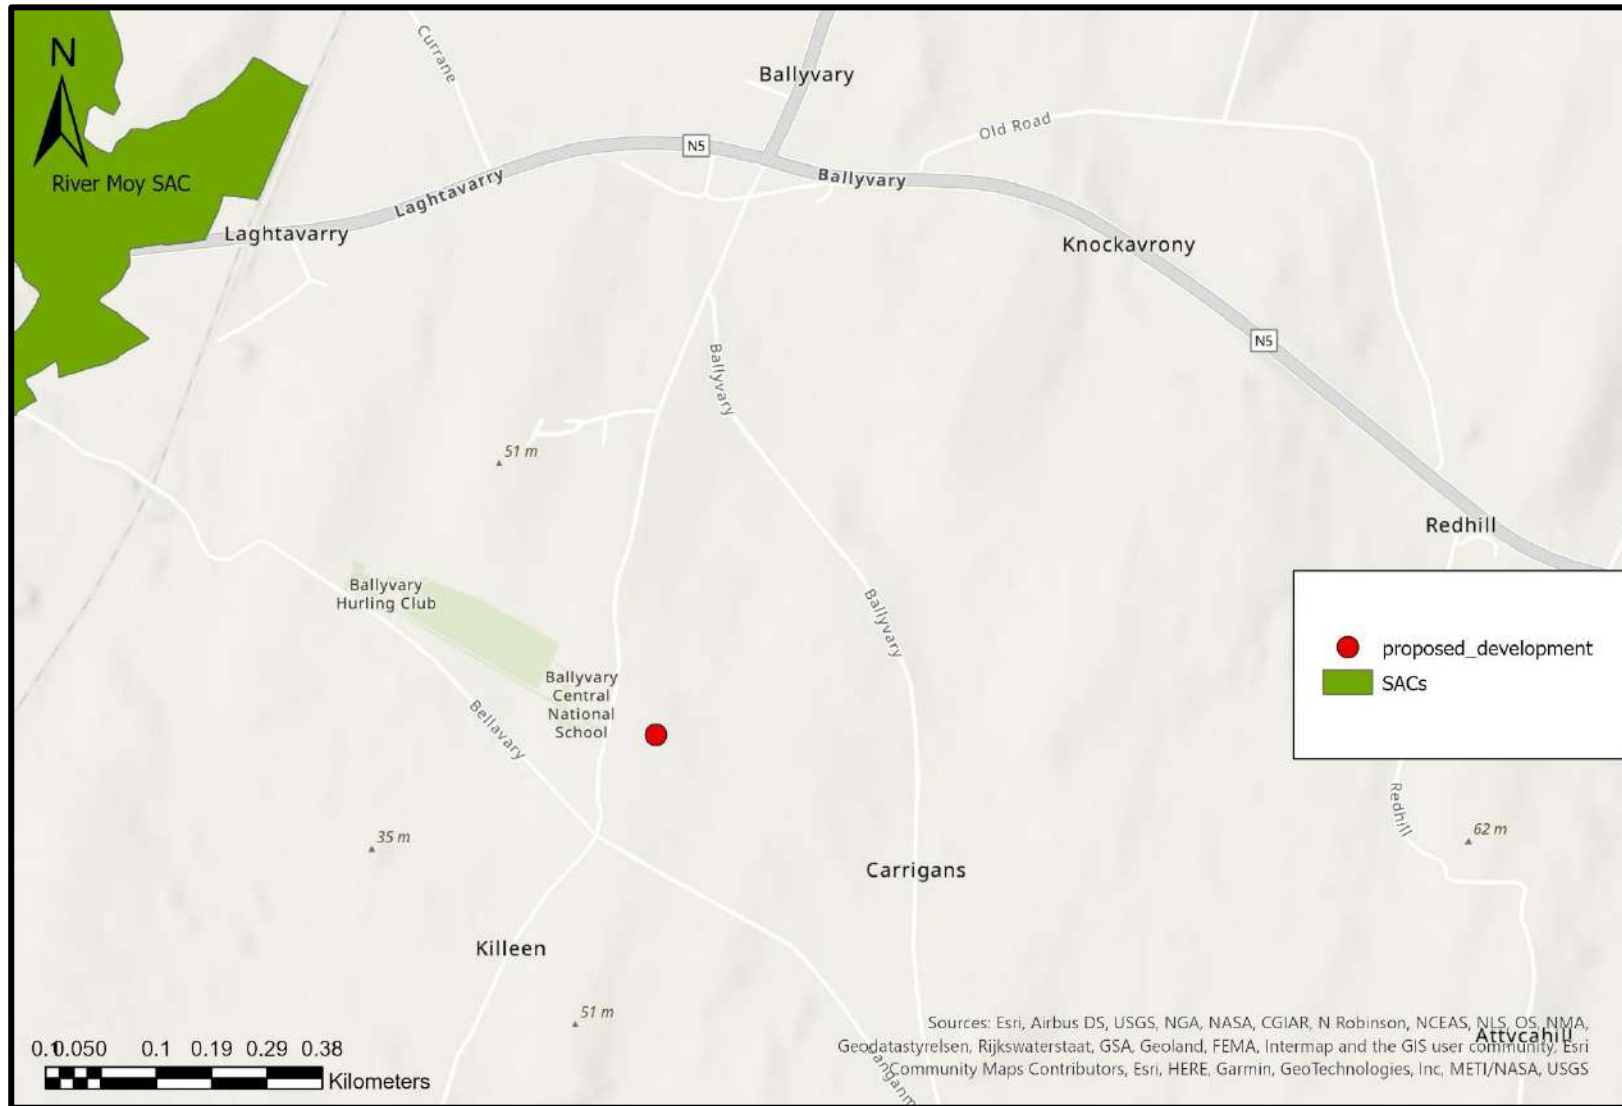 N
River Moy SAC
Currane
Ballyvary
N5
Old Road
Laghtavarry
Ballyvary
Laghtavarry
Knockavrony
N5
Ballyvary
51 m
Redhill
Ballyvary
Hurling Club
Ballyvary
proposed_development
SACs
Ballyvary
Central
National
School
Bellavary
Redhill
35 m
62 m
Carrigans
Killeen
51 m
Attycahill
Sources: Esri, Airbus DS, USGS, NGA, NASA, CGIAR, N Robinson, NCEAS, NLS, OS, NMA,
Geodatastyrelsen, Rijkswaterstaat, GSA, Geoland, FEMA, Intermap and the GIS user community, Esri
Community Maps Contributors, Esri, HERE, Garmin, GeoTechnologies, Inc, METI/NASA, USGS
0.1 0.05 0 0.1 0.19 0.29 0.38
Kilometers